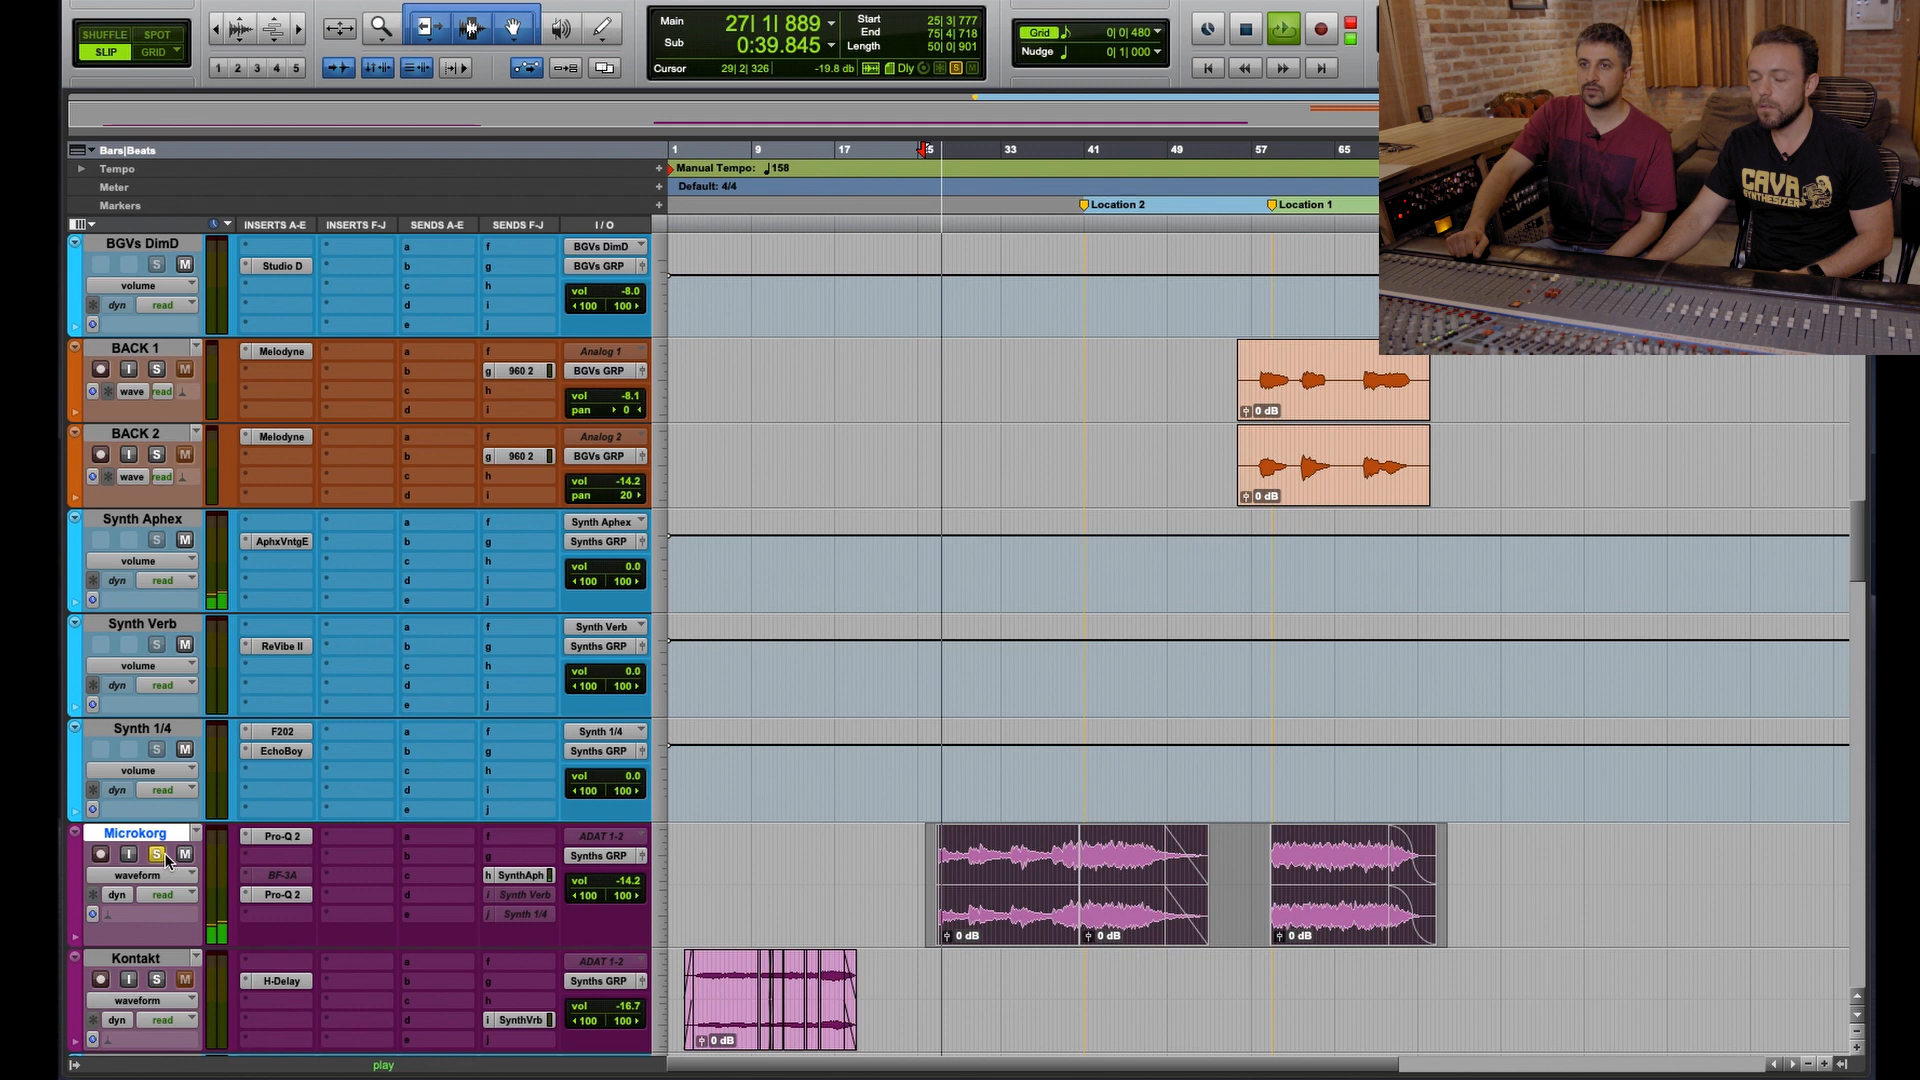 SHUFFLE SPOT
SLIP GRID
1 2 3 4 5
Main 27| 1| 889
Sub 0:39.845
Start 25| 3| 777
End 75| 4| 718
Length 50| 0| 901
Cursor 29| 2| 326 -19.8 db Dly S M
Grid 0| 0| 480
Nudge 0| 1| 000
CAVA
SYNTHESIZERS
Bars|Beats 1 9 17 33 41 49 57 65
Tempo Manual Tempo: 158
Meter Default: 4/4
Markers Location 2 Location 1
INSERTS A-E INSERTS F-J SENDS A-E SENDS F-J I / O
BGVs DimD a f BGVs DimD
S M Studio D b g BGVs GRP
volume c h vol -8.0
dyn read d i 100 100
e j
BACK 1 Melodyne a f Analog 1
I S M b g 960 2 BGVs GRP
wave read c h vol -8.1
d i pan 0
0 dB
BACK 2 Melodyne a f Analog 2
I S M b g 960 2 BGVs GRP
wave read c h vol -14.2
d i pan 20
0 dB
Synth Aphex a f Synth Aphex
S M AphxVntgE b g Synths GRP
volume c h vol 0.0
dyn read d i 100 100
e j
Synth Verb a f Synth Verb
S M ReVibe II b g Synths GRP
volume c h vol 0.0
dyn read d i 100 100
e j
Synth 1/4 F202 a f Synth 1/4
S M EchoBoy b g Synths GRP
volume c h vol 0.0
dyn read d i 100 100
e j
Microkorg Pro-Q 2 a f ADAT 1-2
I S M b g Synths GRP
waveform BF-3A c h SynthAph vol -14.2
dyn read Pro-Q 2 d i Synth Verb 100 100
e j Synth 1/4
0 dB 0 dB 0 dB
Kontakt a f ADAT 1-2
I S M H-Delay b g Synths GRP
waveform c h vol -16.7
dyn read d i SynthVrb 100 100
e j
0 dB
play